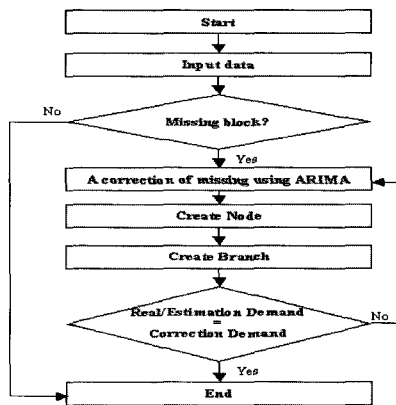 Start
Input data
No
Missing block?
Yes
A correction of missing using ARIMA
Create Node
Create Branch
Real/Estimation Demand
=
Correction Demand
No
Yes
End